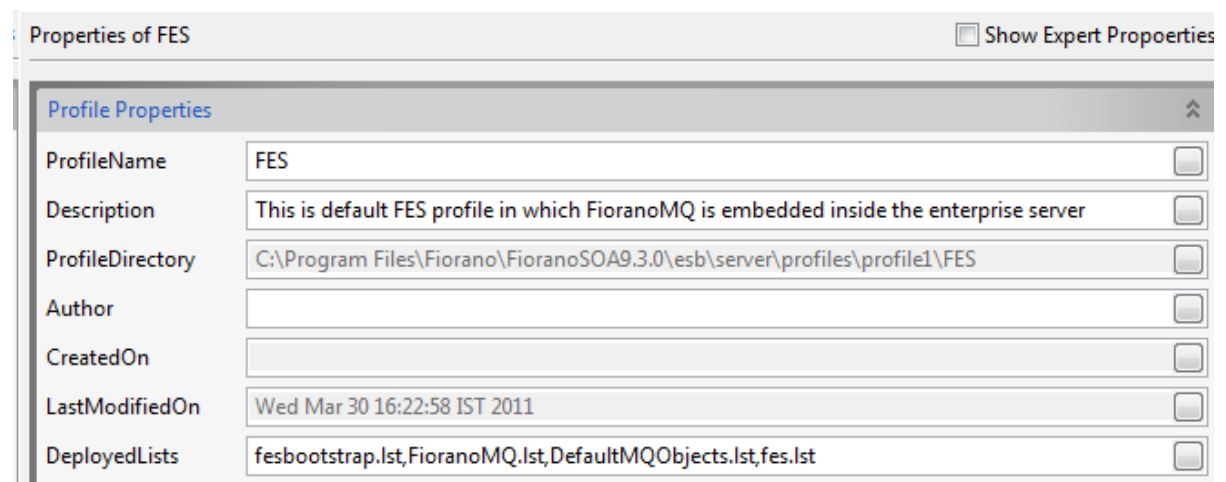 Properties of FES Show Expert Propoerties
Profile Properties
ProfileName FES
Description This is default FES profile in which FioranoMQ is embedded inside the enterprise server
ProfileDirectory C:\Program Files\Fiorano\FioranoSOA9.3.0\esb\server\profiles\profile1\FES
Author
CreatedOn
LastModifiedOn Wed Mar 30 16:22:58 IST 2011
DeployedLists fesbootstrap.lst,FioranoMQ.lst,DefaultMQObjects.lst,fes.lst